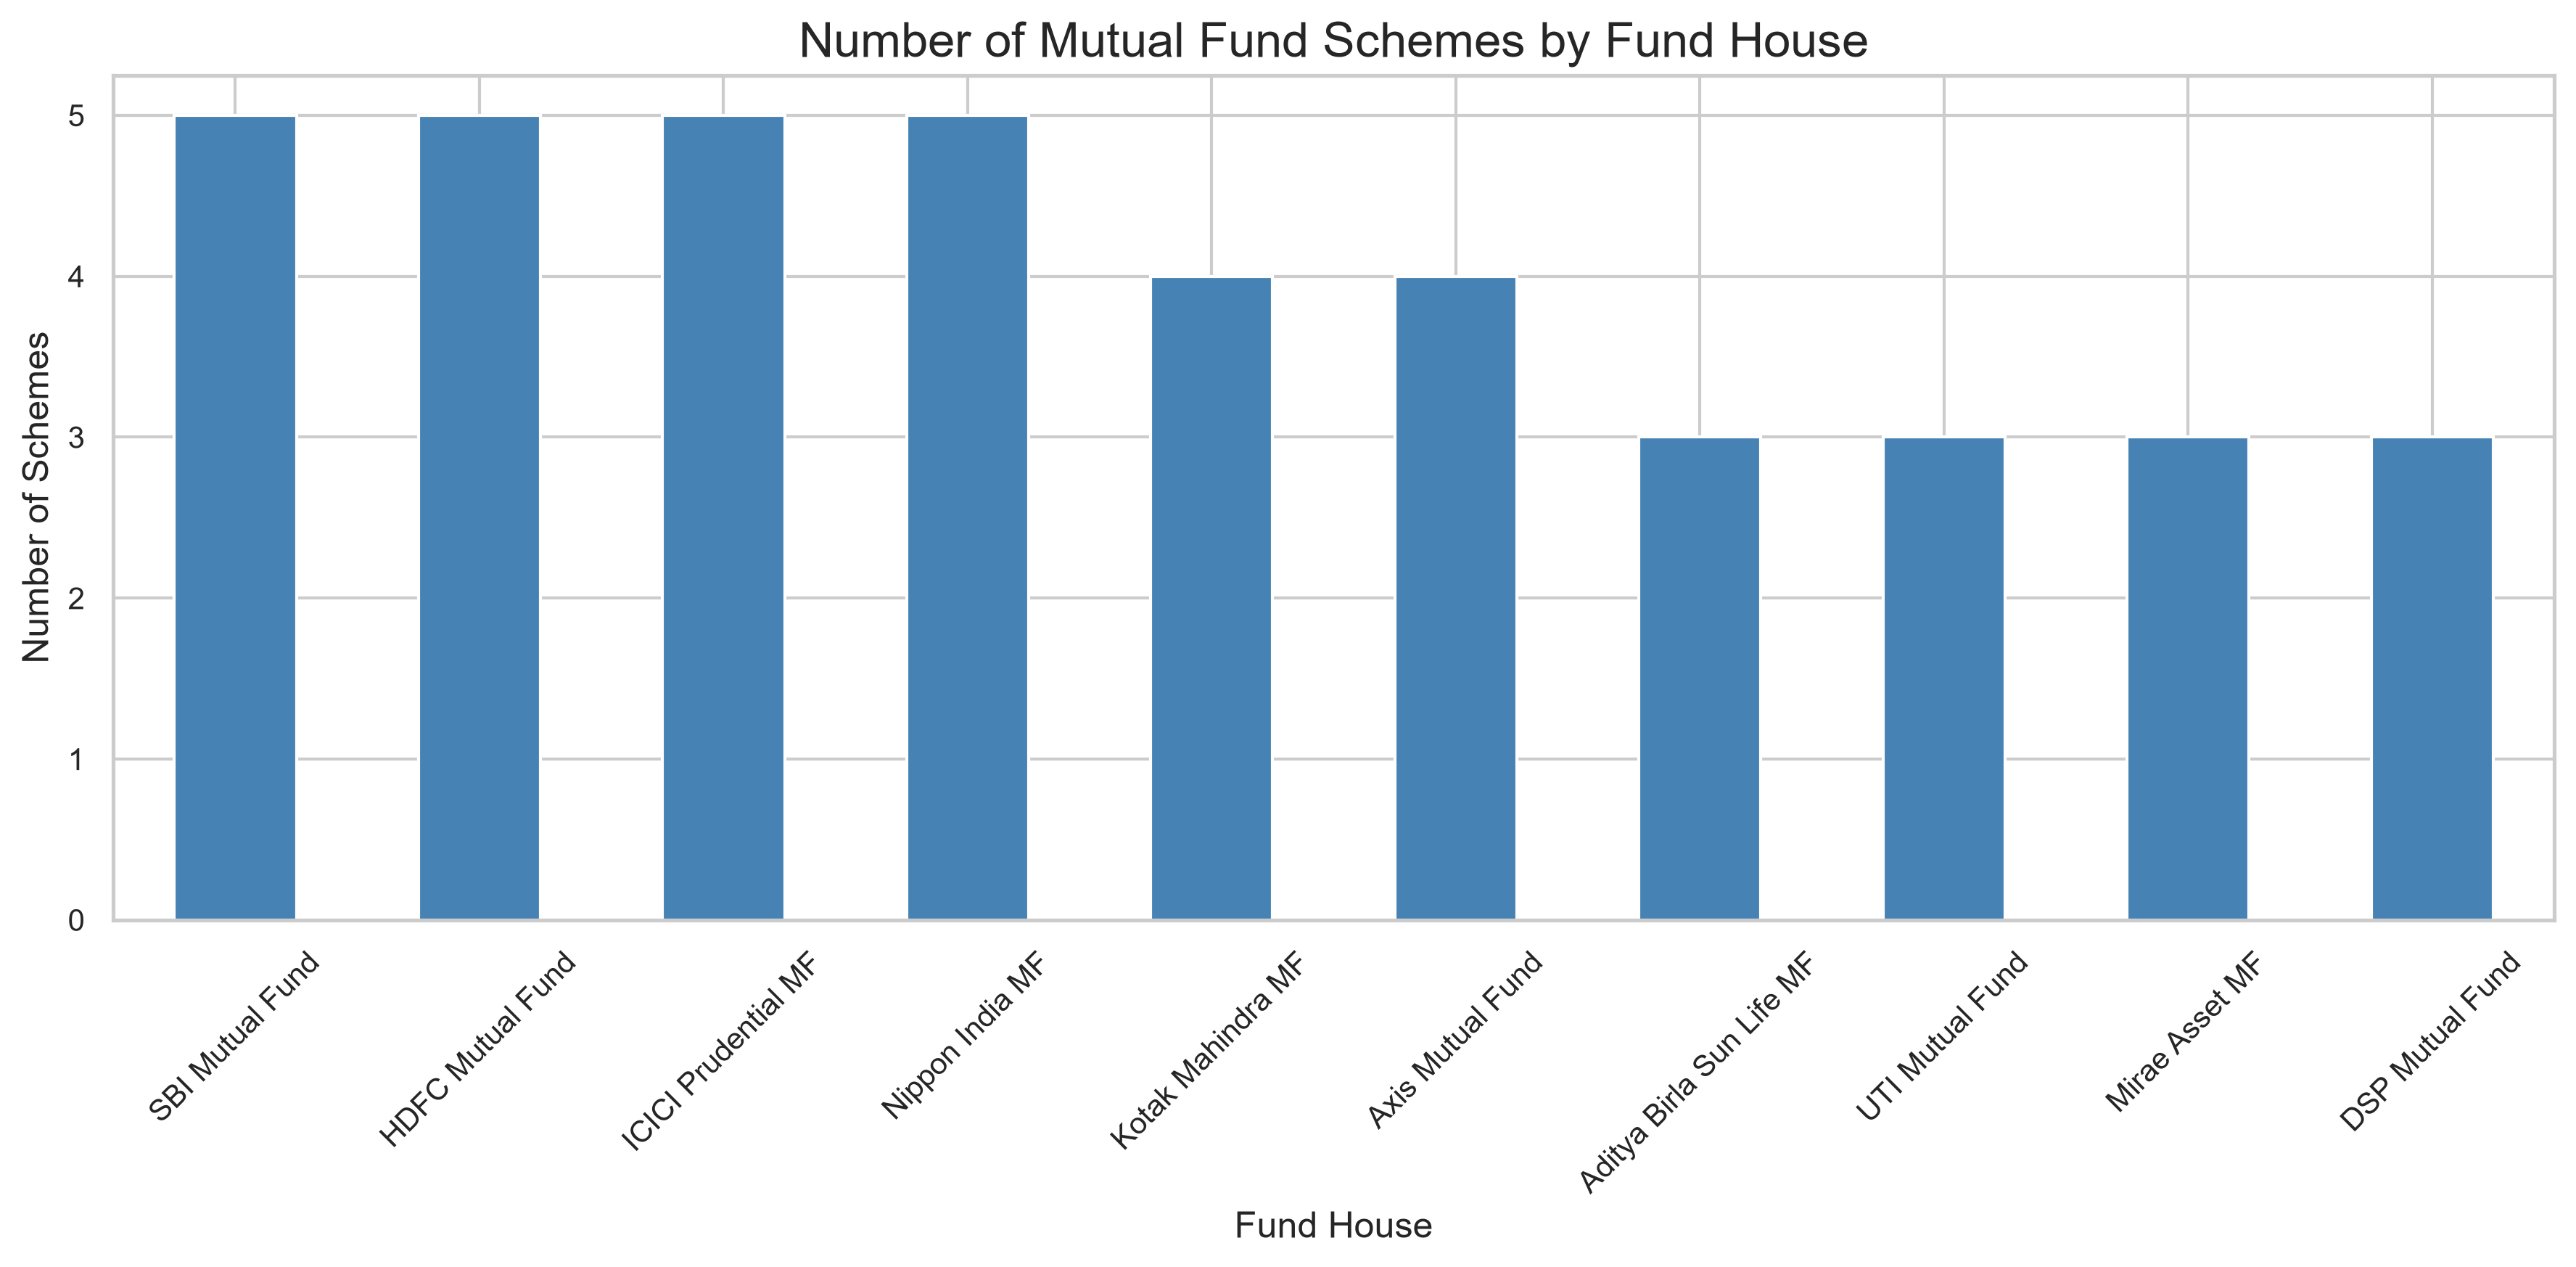 Number of Mutual Fund Schemes by Fund House
Number of Schemes
5
4
3
2
1
0
SBI Mutual Fund
HDFC Mutual Fund
ICICI Prudential MF
Nippon India MF
Kotak Mahindra MF
Axis Mutual Fund
Aditya Birla Sun Life MF
UTI Mutual Fund
Mirae Asset MF
DSP Mutual Fund
Fund House